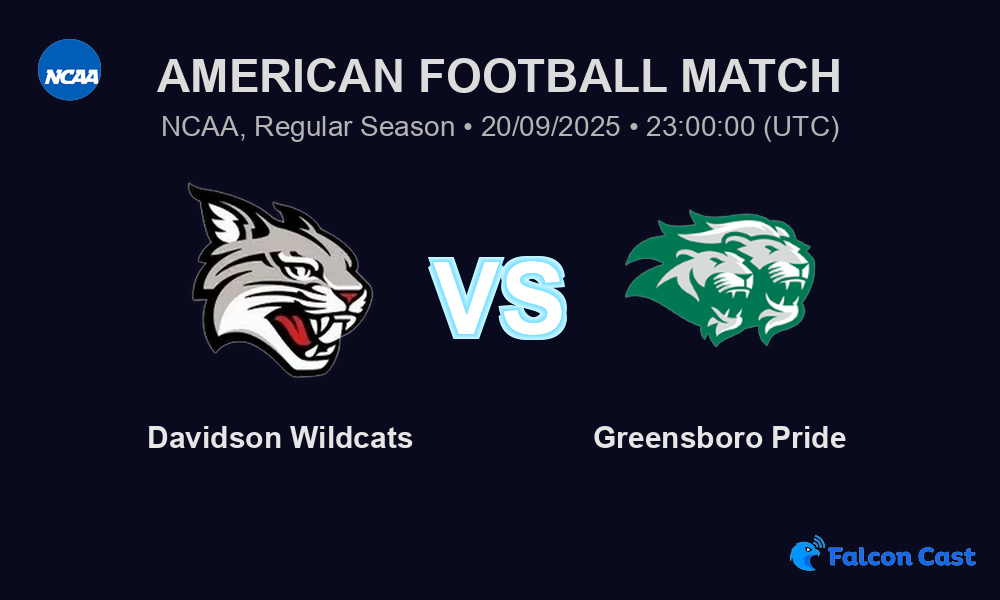 NCAA
AMERICAN FOOTBALL MATCH
NCAA, Regular Season • 20/09/2025 • 23:00:00 (UTC)
VS
Davidson Wildcats
Greensboro Pride
Falcon Cast